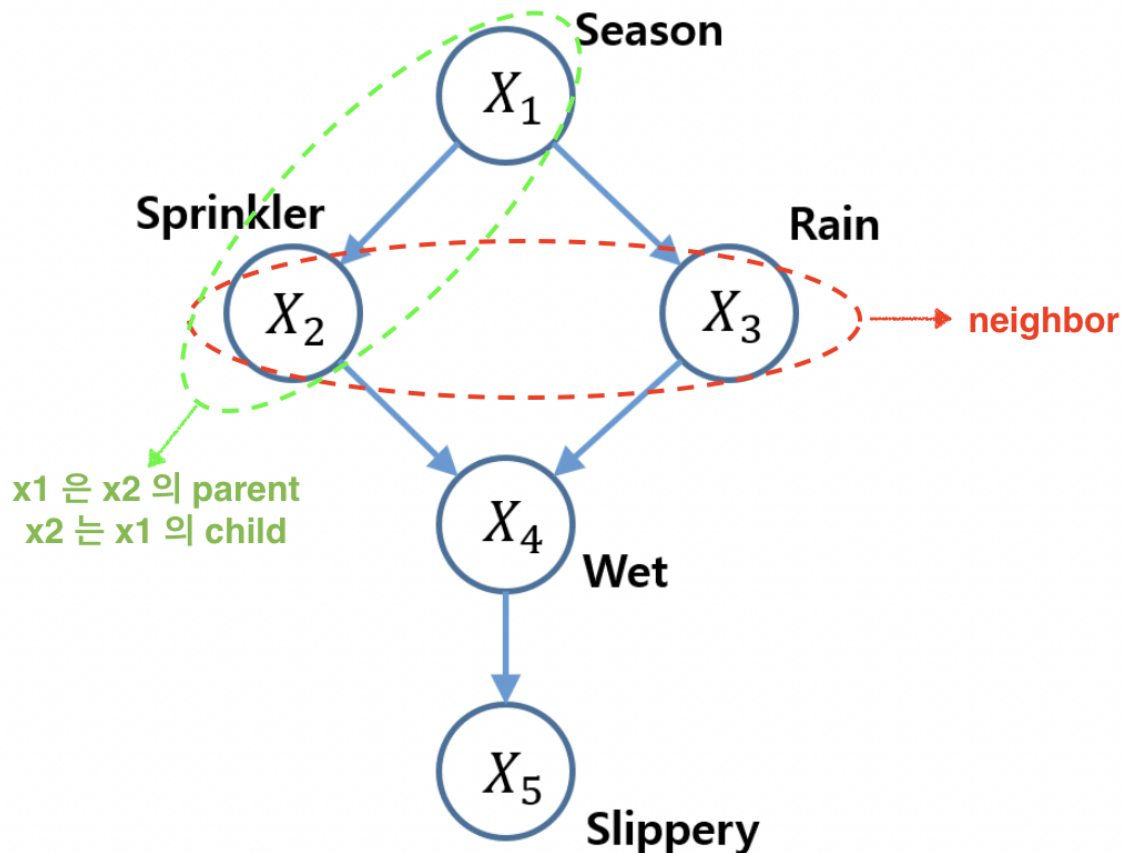 Season
X₁
Sprinkler
Rain
X₂
X₃
neighbor
x1 은 x2 의 parent
x2 는 x1 의 child
X₄
Wet
X₅
Slippery